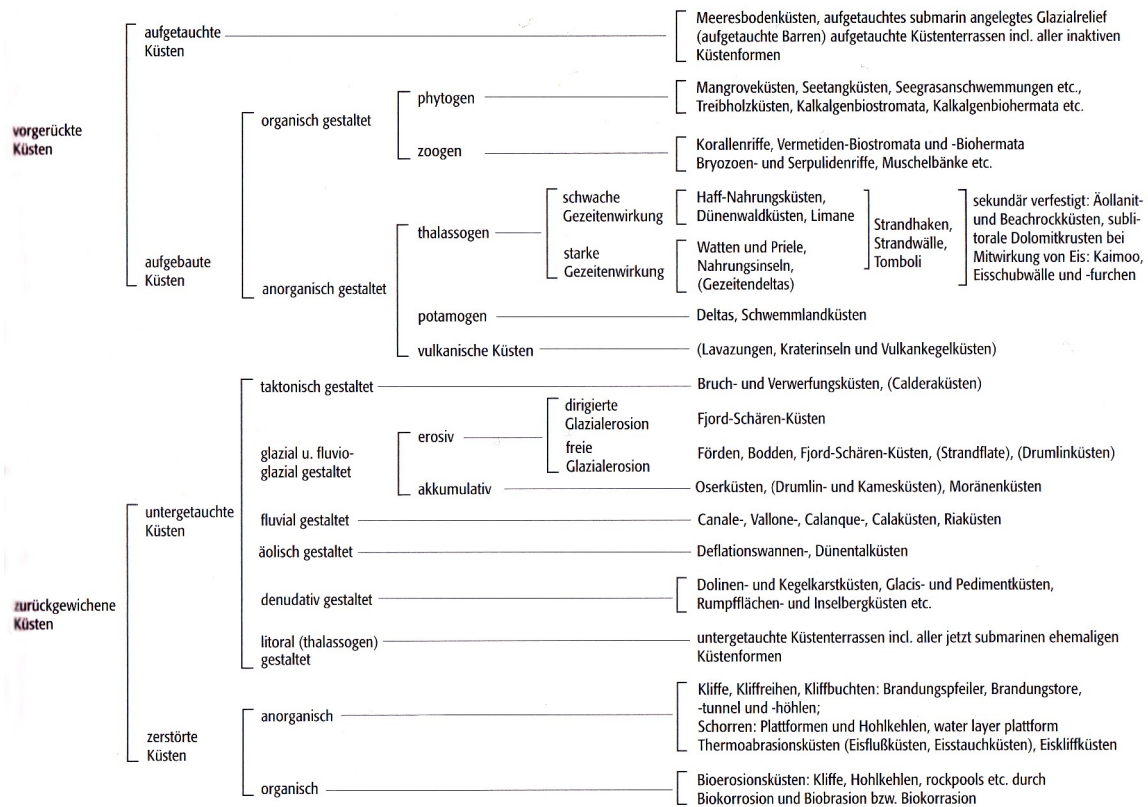 vorgerückte
Küsten
aufgetauchte
Küsten
Meeresbodenküsten, aufgetauchtes submarin angelegtes Glazialrelief
(aufgetauchte Barren) aufgetauchte Küstenterrassen incl. aller inaktiven
Küstenformen
aufgebaute
Küsten
organisch gestaltet
phytogen
Mangroveküsten, Seetangküsten, Seegrasanschwemmungen etc.,
Treibholzküsten, Kalkalgenbiostromata, Kalkalgenbiohermata etc.
zoogen
Korallenriffe, Vermetiden-Biostromata und -Biohermata
Bryozoen- und Serpulidenriffe, Muschelbänke etc.
anorganisch gestaltet
thalassogen
schwache
Gezeitenwirkung
Haff-Nahrungsküsten,
Dünenwaldküsten, Limane
starke
Gezeitenwirkung
Watten und Priele,
Nahrungsinseln,
(Gezeitendeltas)
Strandhaken,
Strandwälle,
Tomboli
sekundär verfestigt: Äollanit-
und Beachrockküsten, subli-
torale Dolomitkrusten bei
Mitwirkung von Eis: Kaimoo,
Eisschubwälle und -furchen
potamogen
Deltas, Schwemmlandküsten
vulkanische Küsten
(Lavazungen, Kraterinseln und Vulkankegelküsten)
zurückgewichene
Küsten
untergetauchte
Küsten
taktonisch gestaltet
Bruch- und Verwerfungsküsten, (Calderaküsten)
glazial u. fluvio-
glazial gestaltet
erosiv
dirigierte
Glazialerosion
Fjord-Schären-Küsten
freie
Glazialerosion
Förden, Bodden, Fjord-Schären-Küsten, (Strandflate), (Drumlinküsten)
akkumulativ
Oserküsten, (Drumlin- und Kamesküsten), Moränenküsten
fluvial gestaltet
Canale-, Vallone-, Calanque-, Calaküsten, Riaküsten
äolisch gestaltet
Deflationswannen-, Dünentalküsten
denudativ gestaltet
Dolinen- und Kegelkarstküsten, Glacis- und Pedimentküsten,
Rumpfflächen- und Inselbergküsten etc.
litoral (thalassogen)
gestaltet
untergetauchte Küstenterrassen incl. aller jetzt submarinen ehemaligen
Küstenformen
zerstörte
Küsten
anorganisch
Kliffe, Kliffreihen, Kliffbuchten: Brandungspfeiler, Brandungstore,
-tunnel und -höhlen;
Schorren: Plattformen und Hohlkehlen, water layer plattform
Thermoabrasionsküsten (Eisflußküsten, Eisstauchküsten), Eiskliffküsten
organisch
Bioerosionsküsten: Kliffe, Hohlkehlen, rockpools etc. durch
Biokorrosion und Biobrasion bzw. Biokorrasion